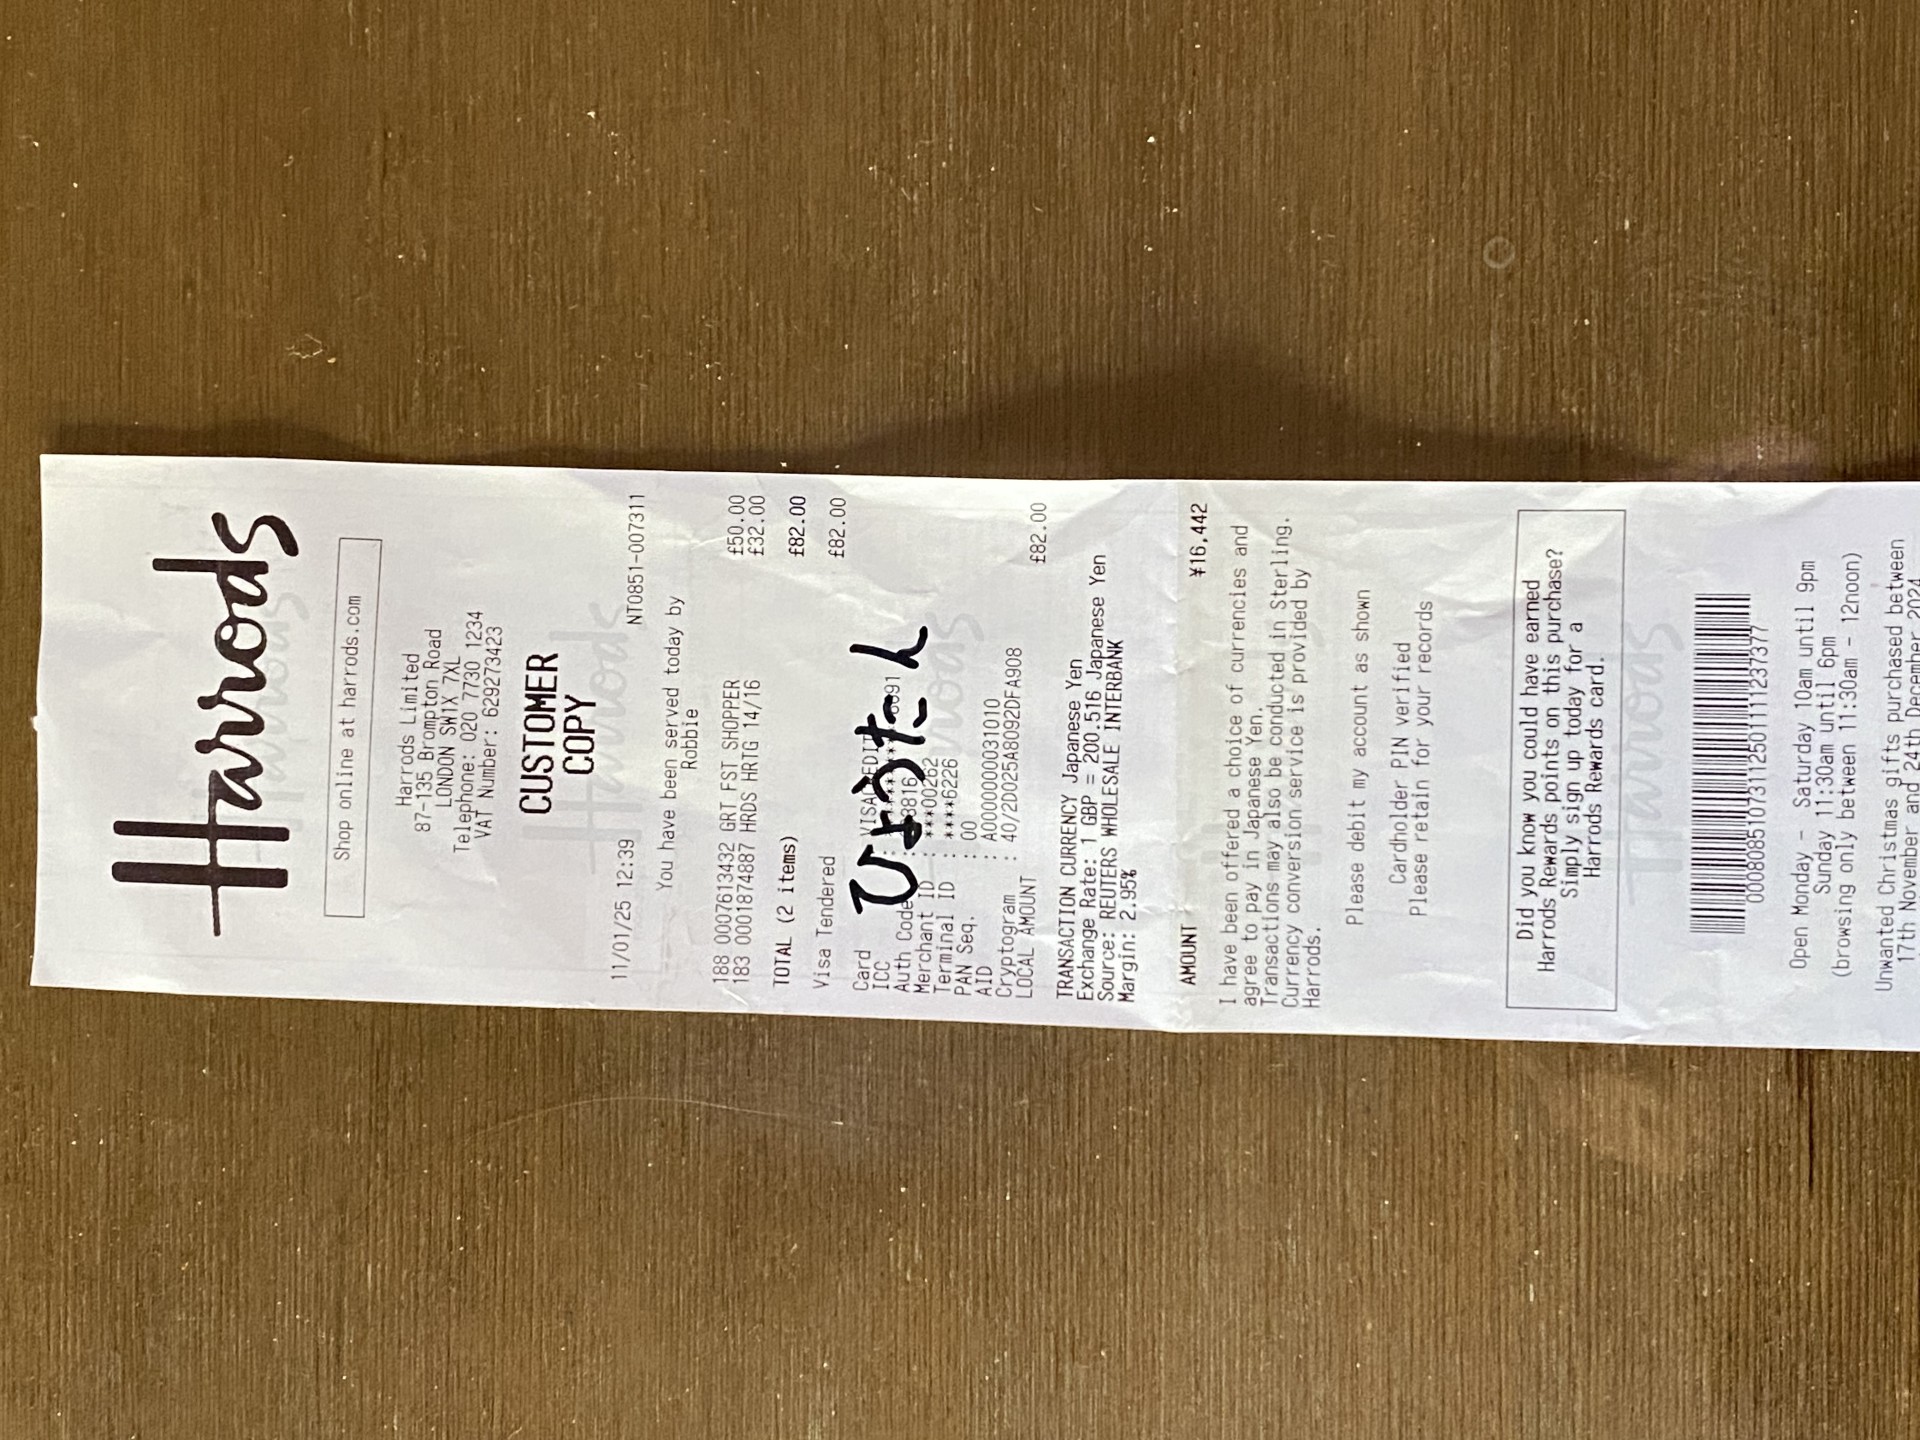 Harrods
Shop online at harrods.com
Harrods Limited
87-135 Brompton Road
LONDON SW1X 7XL
Telephone: 020 7730 1234
VAT Number: 629273423
CUSTOMER
COPY
11/01/25 12:39 NT0851-007311
You have been served today by
Robbie
188 0007613432 GRT FST SHOPPER £50.00
183 0001874887 HRDS HRTG 14/16 £32.00
TOTAL (2 items) £82.00
Visa Tendered £82.00
ひょうたん
Card :
ICC :
Auth Code :
Merchant ID : ***00262
Terminal ID : ****6226
PAN Seq. : 00
AID : A0000000031010
Cryptogram : 40/2D025A8092DFA908
LOCAL AMOUNT : £82.00
TRANSACTION CURRENCY Japanese Yen
Exchange Rate: 1 GBP = 200.516 Japanese Yen
Source: REUTERS WHOLESALE INTERBANK
Margin: 2.95%
AMOUNT ¥16,442
I have been offered a choice of currencies and
agree to pay in Japanese Yen.
Transactions may also be conducted in Sterling.
Currency conversion service is provided by
Harrods.
Please debit my account as shown
Cardholder PIN verified
Please retain for your records
Did you know you could have earned
Harrods Rewards points on this purchase?
Simply sign up today for a
Harrods Rewards card.
Open Monday - Saturday 10am until 9pm
Sunday 11:30am until 6pm
(browsing only between 11:30am - 12noon)
Unwanted Christmas gifts purchased between
17th November and 24th December 2024